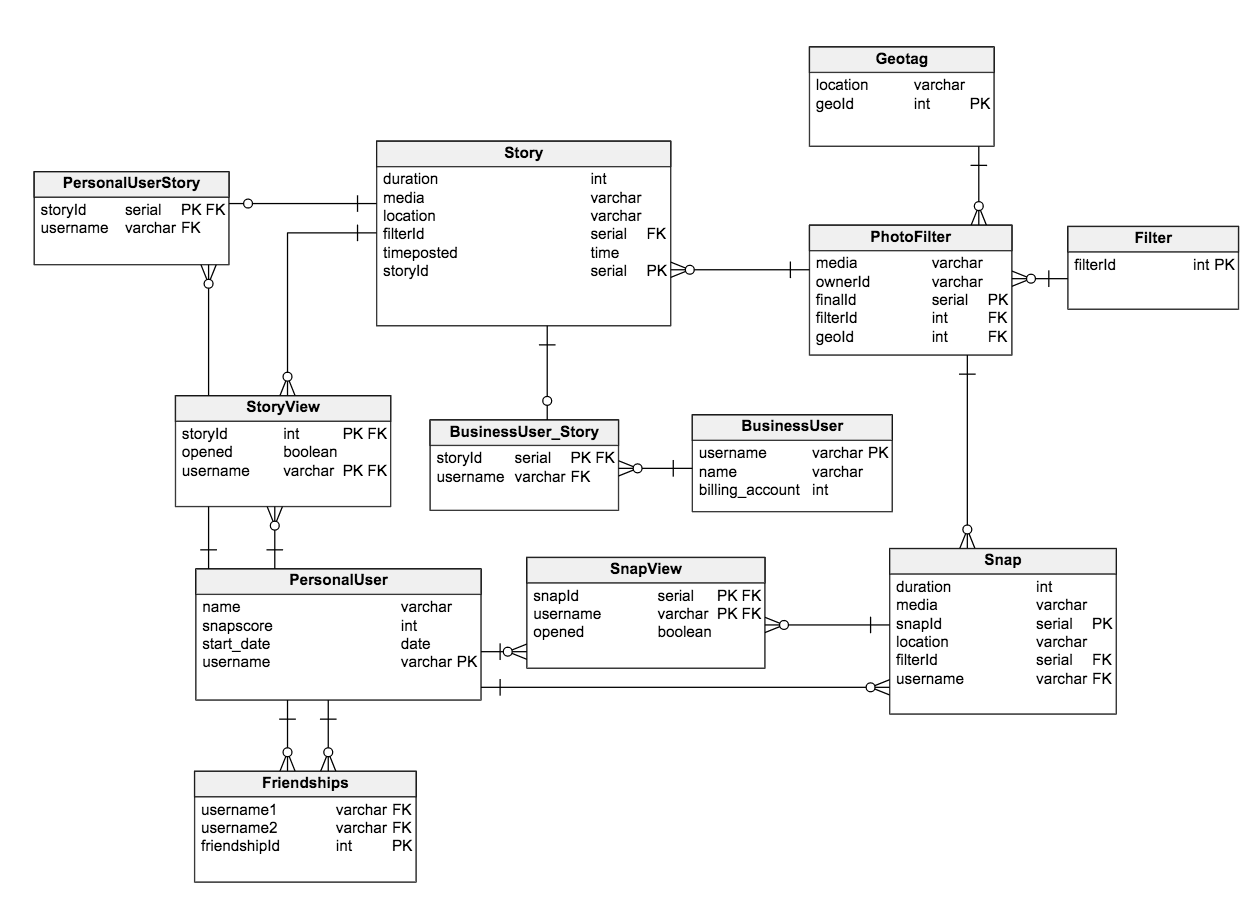 Geotag
location varchar
geoId int PK
Story
duration int
media varchar
location varchar
filterId serial FK
timeposted time
storyId serial PK
PersonalUserStory
storyId serial PK FK
username varchar FK
PhotoFilter
media varchar
ownerId varchar
finalId serial PK
filterId int FK
geoId int FK
Filter
filterId int PK
StoryView
storyId int PK FK
opened boolean
username varchar PK FK
BusinessUser_Story
storyId serial PK FK
username varchar FK
BusinessUser
username varchar PK
name varchar
billing_account int
PersonalUser
name varchar
snapscore int
start_date date
username varchar PK
SnapView
snapId serial PK FK
username varchar PK FK
opened boolean
Snap
duration int
media varchar
snapId serial PK
location varchar
filterId serial FK
username varchar FK
Friendships
username1 varchar FK
username2 varchar FK
friendshipId int PK